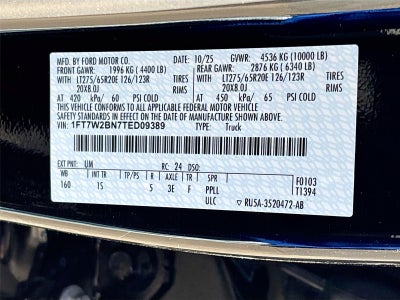 MFD. BY FORD MOTOR CO. 10/25 GVWR: 4536 KG (10000 LB)
FRONT GAWR: 1996 KG (4400 LB) REAR GAWR: 2876 KG (6340 LB)
LT275/65R20E 126/123R TIRES LT275/65R20E 126/123R TIRES
20X8.0J RIMS 20X8.0J RIMS
AT 420 kPa/ 60 PSI COLD AT 450 kPa/ 65 PSI COLD
THIS VEHICLE CONFORMS TO ALL APPLICABLE FEDERAL MOTOR VEHICLE
SAFETY STANDARDS IN EFFECT ON THE DATE OF MANUFACTURE SHOWN ABOVE.
VIN: 1FT7W2BN7TED09389 TYPE: Truck
EXT PNT: UM RC: 24 DSO: F0103
WB INT TR TP/PS R AXLE TR SPR T1394
160 1S 5 3E F PPLL
ULC RU5A-3520472-AB